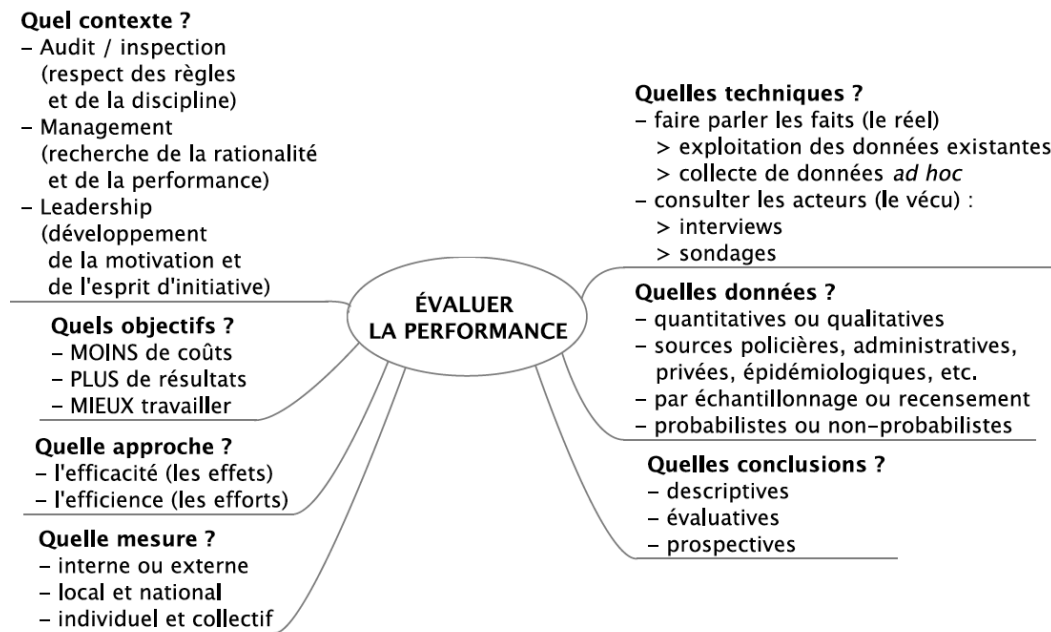 Quel contexte ?
– Audit / inspection
(respect des règles
et de la discipline)
– Management
(recherche de la rationalité
et de la performance)
– Leadership
(développement
de la motivation et
de l'esprit d'initiative)
Quels objectifs ?
– MOINS de coûts
– PLUS de résultats
– MIEUX travailler
Quelle approche ?
– l'efficacité (les effets)
– l'efficience (les efforts)
Quelle mesure ?
– interne ou externe
– local et national
– individuel et collectif
ÉVALUER
LA PERFORMANCE
Quelles techniques ?
– faire parler les faits (le réel)
> exploitation des données existantes
> collecte de données ad hoc
– consulter les acteurs (le vécu) :
> interviews
> sondages
Quelles données ?
– quantitatives ou qualitatives
– sources policières, administratives,
privées, épidémiologiques, etc.
– par échantillonnage ou recensement
– probabilistes ou non–probabilistes
Quelles conclusions ?
– descriptives
– évaluatives
– prospectives